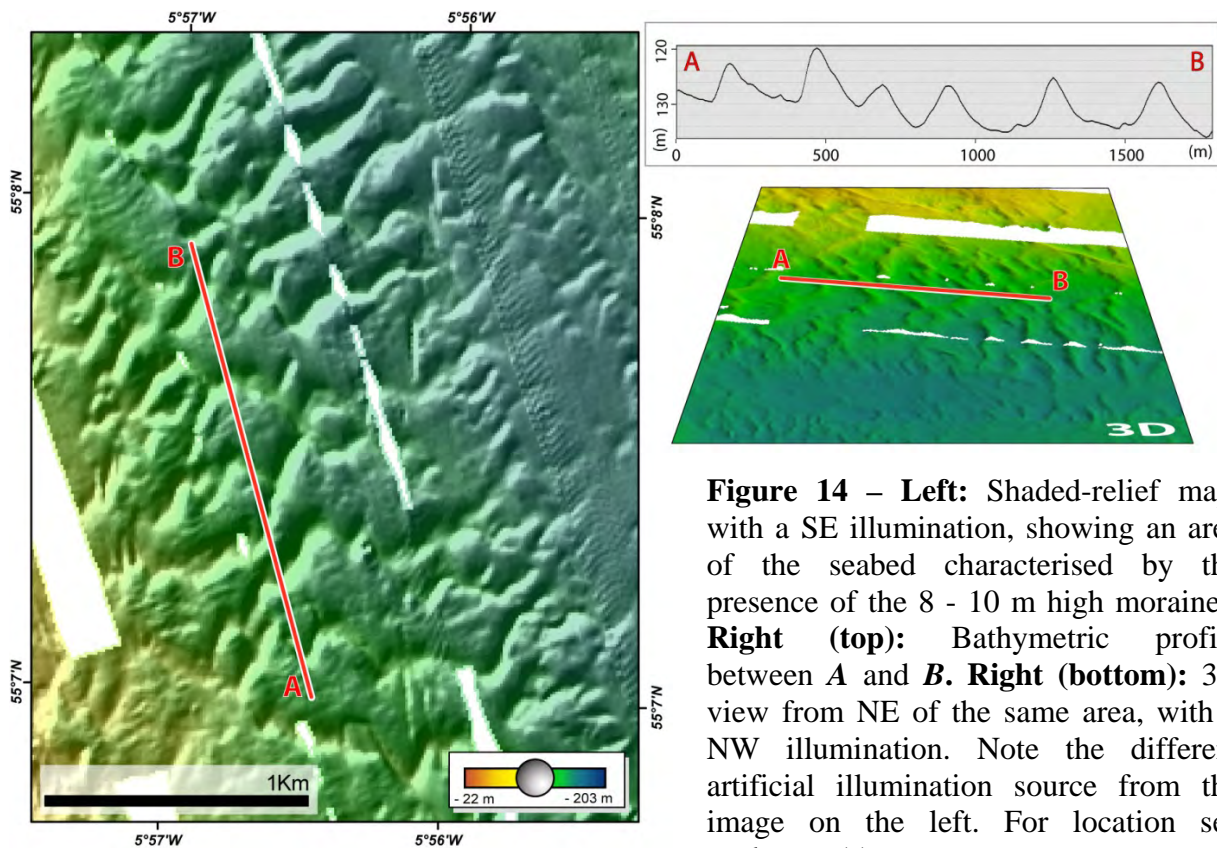 5°57'W
5°56'W
55°8'N
55°7'N
B
A
1Km
- 22 m
- 203 m
55°8'N
55°7'N
5°57'W
5°56'W
120
130
(m)
A
B
0
500
1000
1500
(m)
A
B
3D
Figure 14 – Left: Shaded-relief ma
with a SE illumination, showing an are
of the seabed characterised by th
presence of the 8 - 10 m high moraine
Right (top): Bathymetric profi
between A and B. Right (bottom): 3
view from NE of the same area, with
NW illumination. Note the differen
artificial illumination source from th
image on the left. For location se